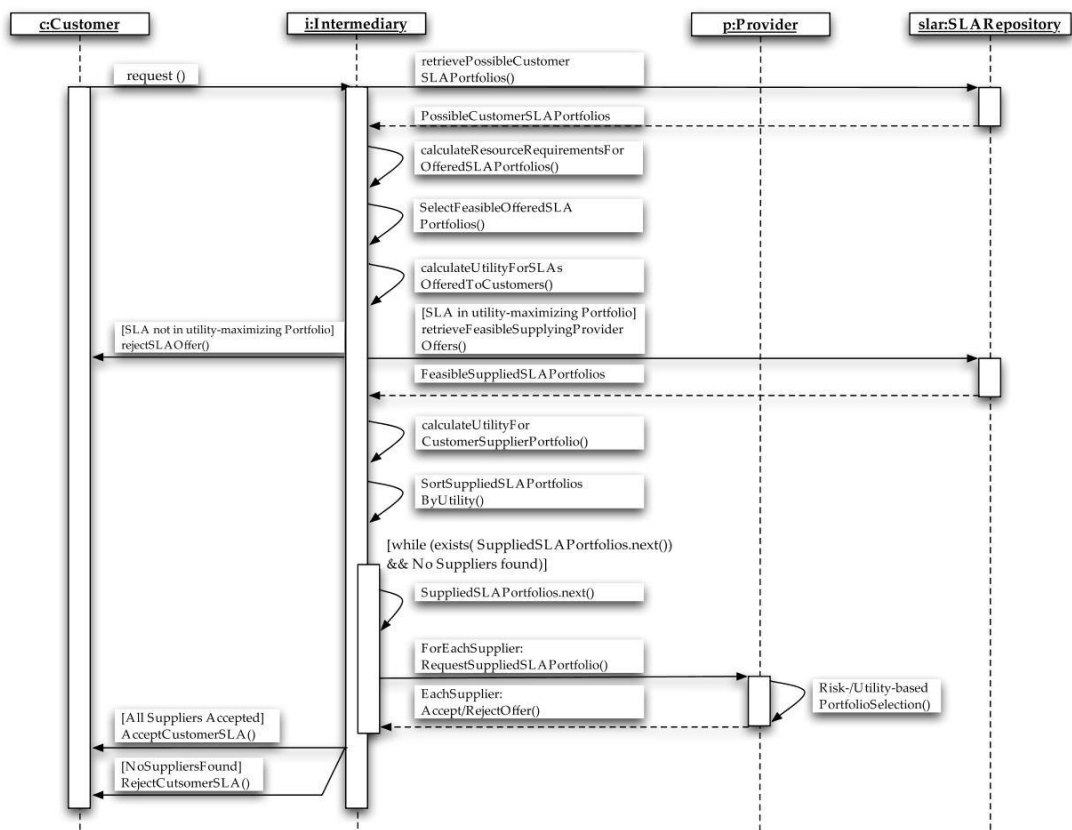 c:Customer
i:Intermediary
p:Provider
slar:SLARepository
request ()
retrievePossibleCustomer
SLAPortfolios()
PossibleCustomerSLAPortfolios
calculateResourceRequirementsFor
OfferedSLAPortfolios()
SelectFeasibleOfferedSLA
Portfolios()
calculateUtilityForSLAs
OfferedToCustomers()
[SLA not in utility-maximizing Portfolio]
rejectSLAOffer()
[SLA in utility-maximizing Portfolio]
retrieveFeasibleSupplyingProvider
Offers()
FeasibleSuppliedSLAPortfolios
calculateUtilityFor
CustomerSupplierPortfolio()
SortSuppliedSLAPortfolios
ByUtility()
[while (exists( SuppliedSLAPortfolios.next())
&& No Suppliers found)]
SuppliedSLAPortfolios.next()
ForEachSupplier:
RequestSuppliedSLAPortfolio()
EachSupplier:
Accept/RejectOffer()
Risk-/Utility-based
PortfolioSelection()
[All Suppliers Accepted]
AcceptCustomerSLA()
[NoSuppliersFound]
RejectCutsomerSLA()